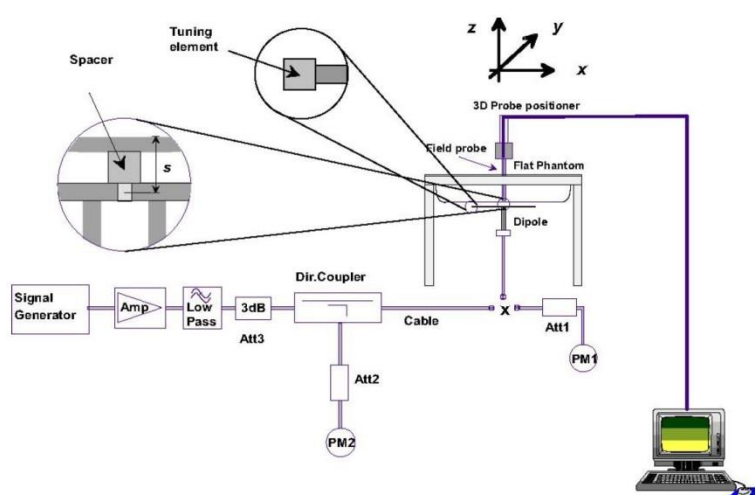 Tuning
element
Spacer
s
z
y
x
3D Probe positioner
Field probe
Flat Phantom
Dipole
Signal
Generator
Amp
Low
Pass
3dB
Att3
Dir.Coupler
Cable
x
Att1
PM1
Att2
PM2